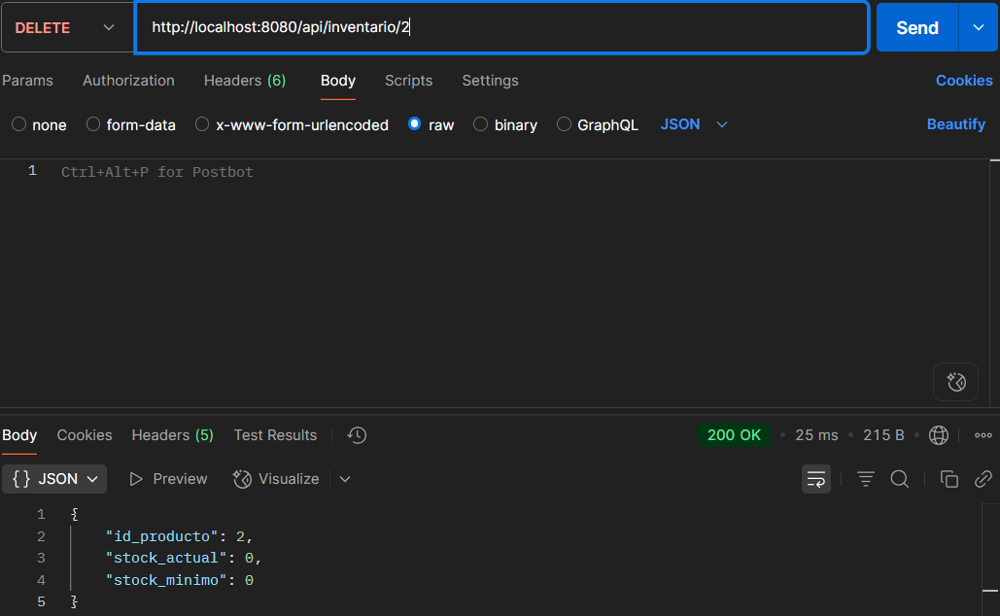 DELETE http://localhost:8080/api/inventario/2 Send
Params Authorization Headers (6) Body Scripts Settings Cookies
none form-data x-www-form-urlencoded raw binary GraphQL JSON Beautify
1 Ctrl+Alt+P for Postbot
Body Cookies Headers (5) Test Results 200 OK • 25 ms • 215 B •
{} JSON Preview Visualize
1 {
2 "id_producto": 2,
3 "stock_actual": 0,
4 "stock_minimo": 0
5 }